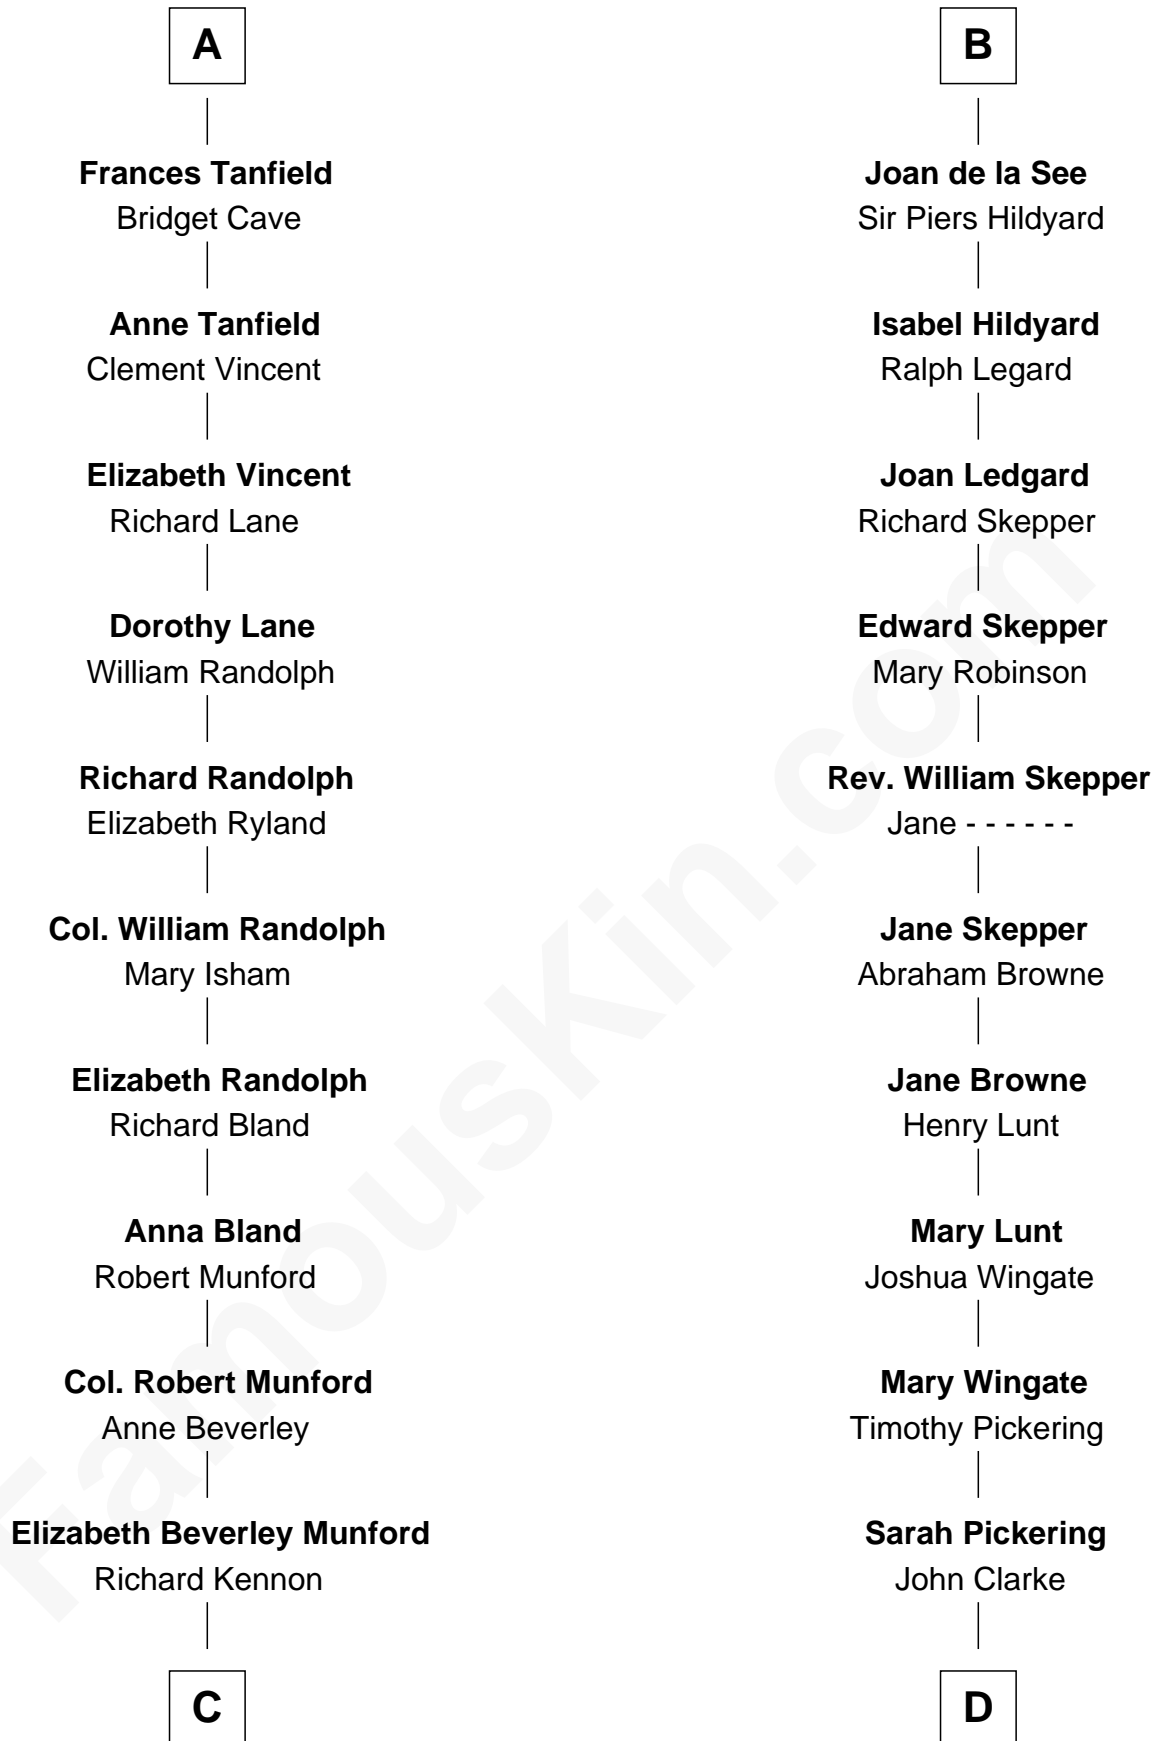 A
Frances Tanfield
Bridget Cave
Anne Tanfield
Clement Vincent
Elizabeth Vincent
Richard Lane
Dorothy Lane
William Randolph
Richard Randolph
Elizabeth Ryland
Col. William Randolph
Mary Isham
Elizabeth Randolph
Richard Bland
Anna Bland
Robert Munford
Col. Robert Munford
Anne Beverley
Elizabeth Beverley Munford
Richard Kennon
C
B
Joan de la See
Sir Piers Hildyard
Isabel Hildyard
Ralph Legard
Joan Ledgard
Richard Skepper
Edward Skepper
Mary Robinson
Rev. William Skepper
Jane - - - - - -
Jane Skepper
Abraham Browne
Jane Browne
Henry Lunt
Mary Lunt
Joshua Wingate
Mary Wingate
Timothy Pickering
Sarah Pickering
John Clarke
D
FamousKin.com